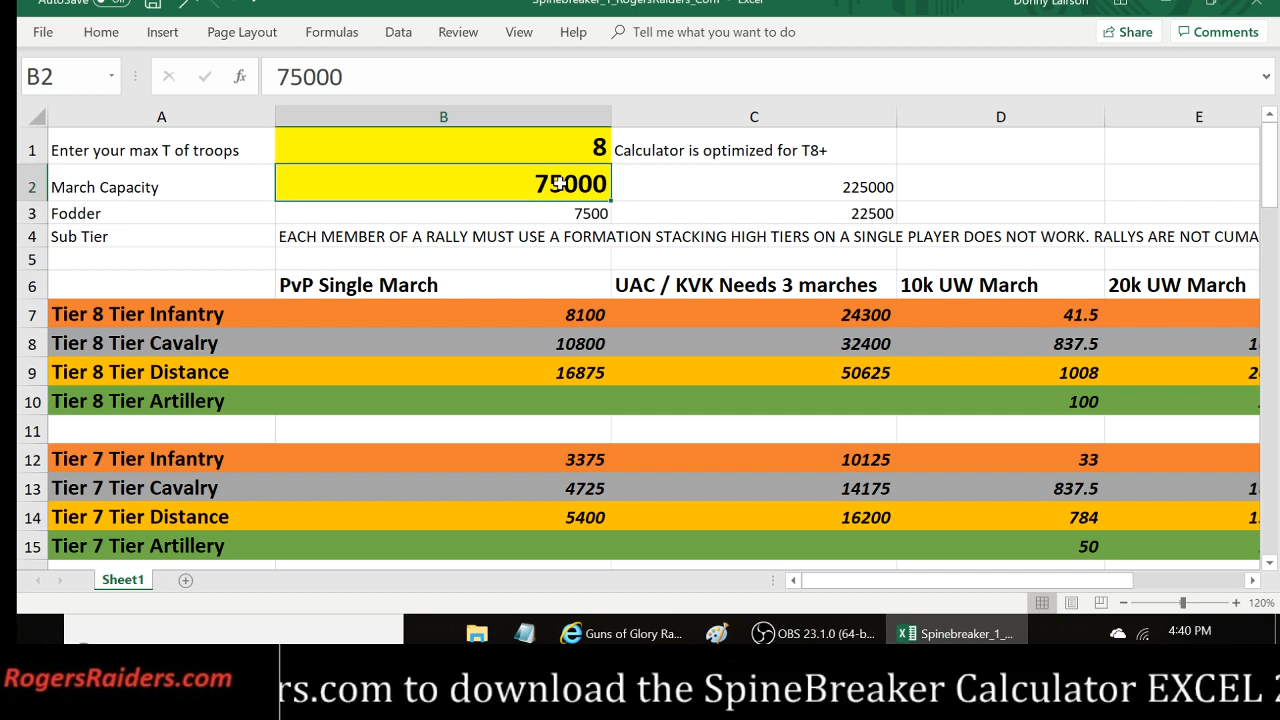 AutoSave Off Spinebreaker_1_RogersRaiders_Com - Excel Donny Lairson
File Home Insert Page Layout Formulas Data Review View Help Tell me what you want to do Share Comments
B2 fx 75000
A B C D E
1 Enter your max T of troops 8 Calculator is optimized for T8+
2 March Capacity 75000 225000
3 Fodder 7500 22500
4 Sub Tier EACH MEMBER OF A RALLY MUST USE A FORMATION STACKING HIGH TIERS ON A SINGLE PLAYER DOES NOT WORK. RALLYS ARE NOT CUMA
5
6 PvP Single March UAC / KVK Needs 3 marches 10k UW March 20k UW March
7 Tier 8 Tier Infantry 8100 24300 41.5
8 Tier 8 Tier Cavalry 10800 32400 837.5 1
9 Tier 8 Tier Distance 16875 50625 1008 2
10 Tier 8 Tier Artillery 100
11
12 Tier 7 Tier Infantry 3375 10125 33
13 Tier 7 Tier Cavalry 4725 14175 837.5 1
14 Tier 7 Tier Distance 5400 16200 784 1
15 Tier 7 Tier Artillery 50
Sheet1
120%
Guns of Glory Ra... OBS 23.1.0 (64-b... Spinebreaker_1_... 4:40 PM
RogersRaiders.com rs.com to download the SpineBreaker Calculator EXCEL